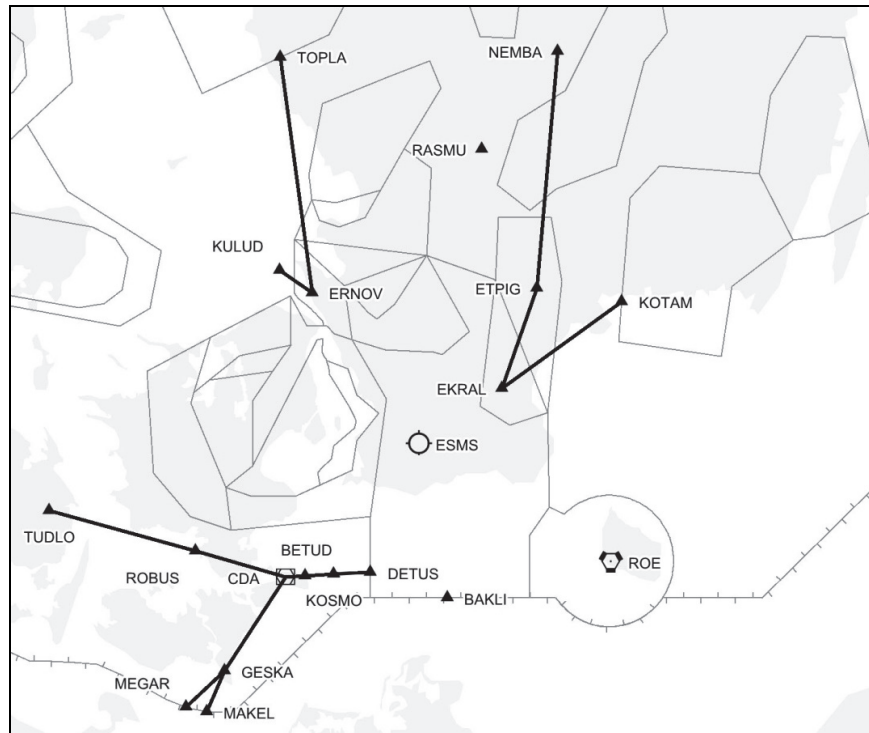 TOPLA
NEMBA
RASMU
KULUD
ERNOV
ETPIG
KOTAM
EKRAL
ESMS
TUDLO
BETUD
ROBUS
CDA
DETUS
ROE
KOSMO
BAKLI
GESKA
MEGAR
MAKEL